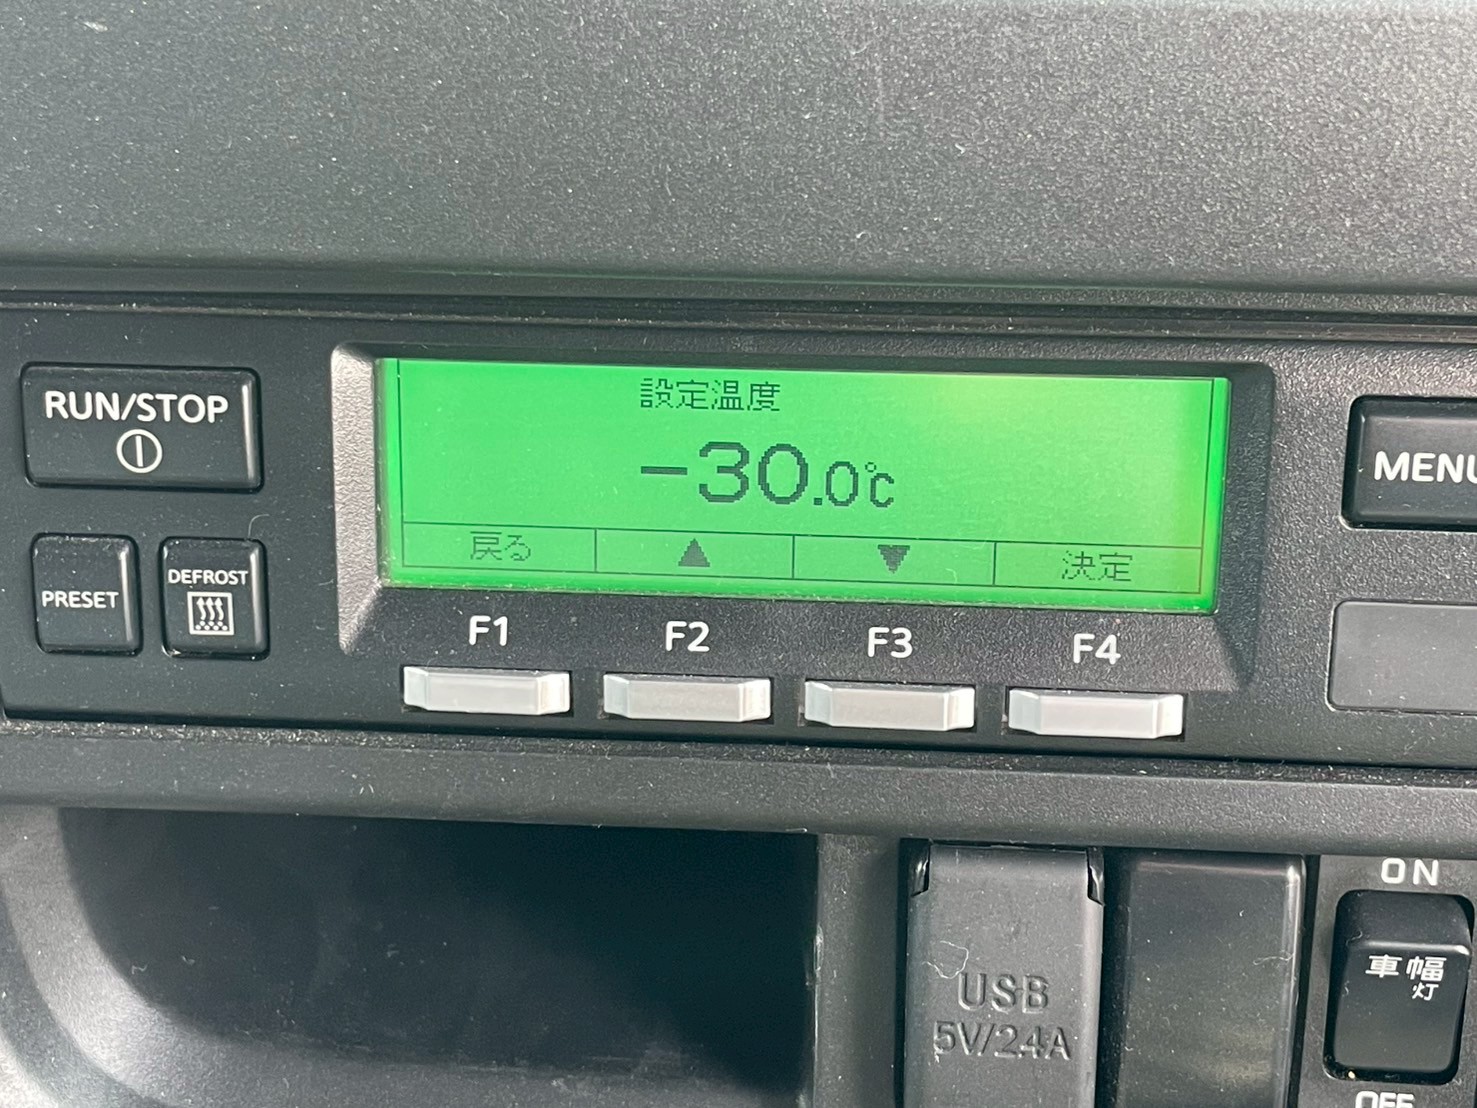 RUN/STOP
PRESET
DEFROST
設定温度
-30.0℃
戻る
▲
▼
決定
F1
F2
F3
F4
MENU
USB
5V/2.4A
ON
車幅
灯
OFF